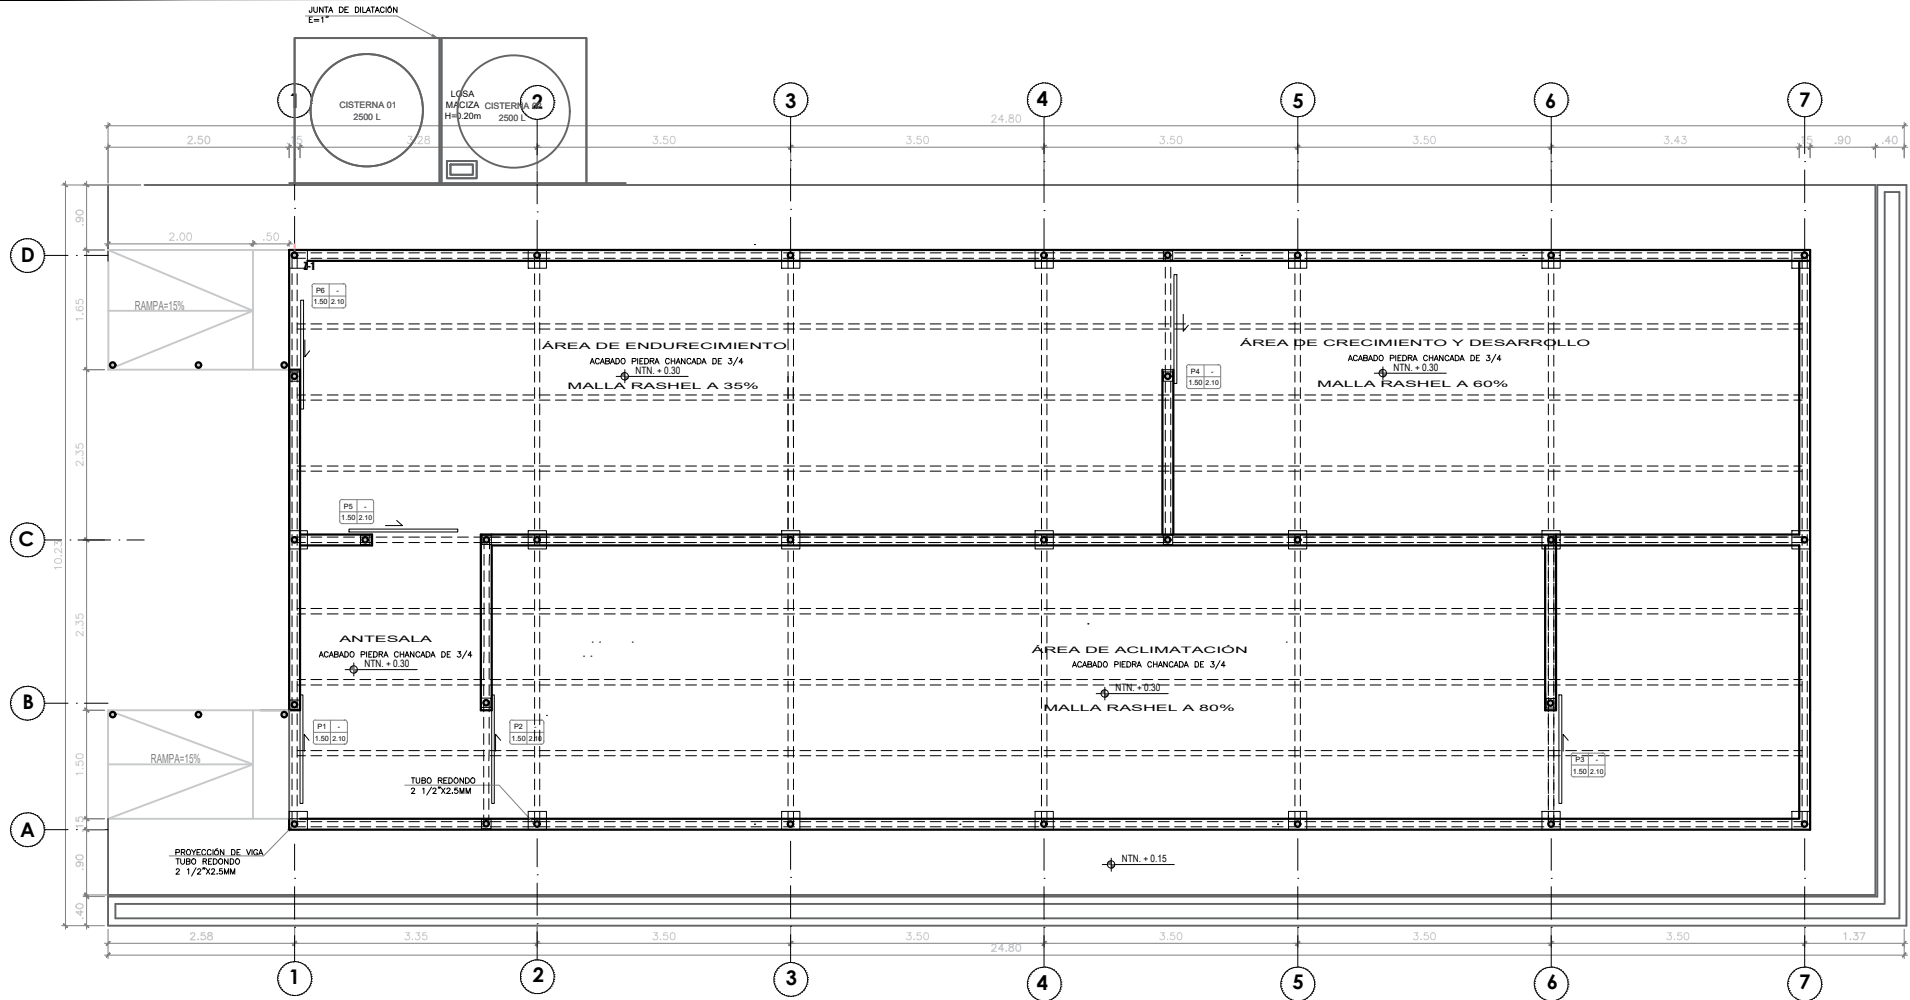 JUNTA DE DILATACIÓN
E=1"
CISTERNA 01
2500 L
LOSA
MACIZA
H=0.20m
CISTERNA
2500 L
1
2
3
4
5
6
7
24.80
2.50
.15
3.28
3.50
3.50
3.50
3.50
3.43
.15
.90
.40
.90
2.00
.50
D
P6 -
1.50 2.10
RAMPA=15%
1.65
ÁREA DE ENDURECIMIENTO
ACABADO PIEDRA CHANCADA DE 3/4
NTN. + 0.30
MALLA RASHEL A 35%
P4 -
1.50 2.10
ÁREA DE CRECIMIENTO Y DESARROLLO
ACABADO PIEDRA CHANCADA DE 3/4
NTN. + 0.30
MALLA RASHEL A 60%
2.35
P5 -
1.50 2.10
C
10.23
2.35
ANTESALA
ACABADO PIEDRA CHANCADA DE 3/4
NTN. + 0.30
ÁREA DE ACLIMATACIÓN
ACABADO PIEDRA CHANCADA DE 3/4
NTN. + 0.30
MALLA RASHEL A 80%
B
P1 -
1.50 2.10
P2 -
1.50 2.10
P3 -
1.50 2.10
RAMPA=15%
1.50
TUBO REDONDO
2 1/2"X2.5MM
.15
A
PROYECCIÓN DE VIGA
TUBO REDONDO
2 1/2"X2.5MM
.90
NTN. + 0.15
.40
2.58
3.35
3.50
3.50
3.50
3.50
3.50
1.37
24.80
1
2
3
4
5
6
7